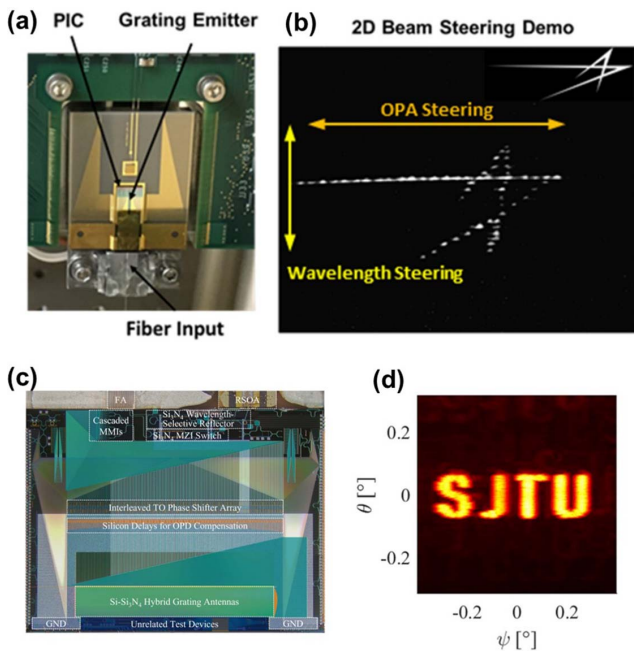 (a)
PIC Grating Emitter
Fiber Input
(b)
2D Beam Steering Demo
OPA Steering
Wavelength Steering
(c)
FA
RSOA
Cascaded
MMIs
Si₃N₄ Wavelength-
Selective Reflector
Si₃N₄ MZI Switch
Interleaved TO Phase Shifter Array
Silicon Delays for OPD Compensation
Si-Si₃N₄ Hybrid Grating Antennas
GND
Unrelated Test Devices
GND
(d)
0.2
0
-0.2
θ [°]
SJTU
-0.2 0 0.2
ψ [°]